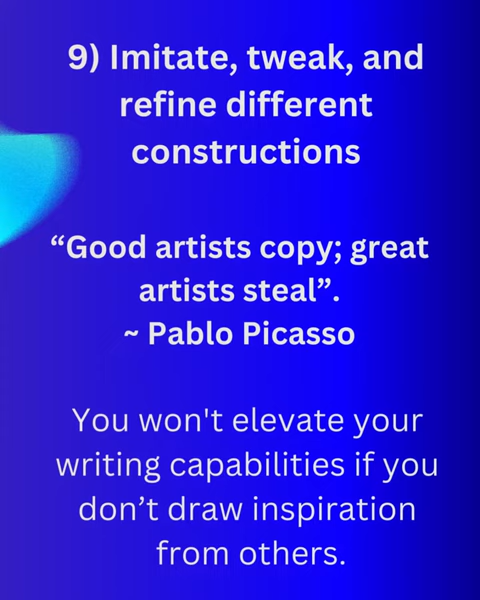 9) Imitate, tweak, and
refine different
constructions
“Good artists copy; great
artists steal”.
~ Pablo Picasso
You won't elevate your
writing capabilities if you
don’t draw inspiration
from others.